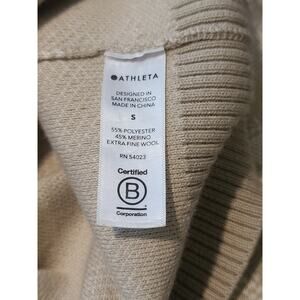 ATHLETA
DESIGNED IN
SAN FRANCISCO
MADE IN CHINA
S
55% POLYESTER
45% MERINO
EXTRA FINE WOOL
RN 54023
Certified
B
Corporation